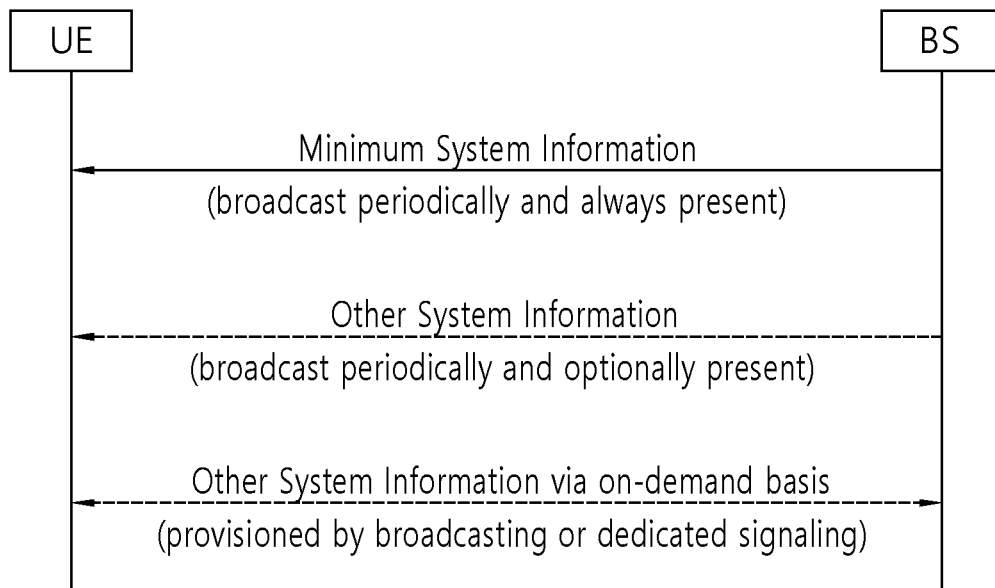 UE
BS
Minimum System Information
(broadcast periodically and always present)
Other System Information
(broadcast periodically and optionally present)
Other System Information via on-demand basis
(provisioned by broadcasting or dedicated signaling)